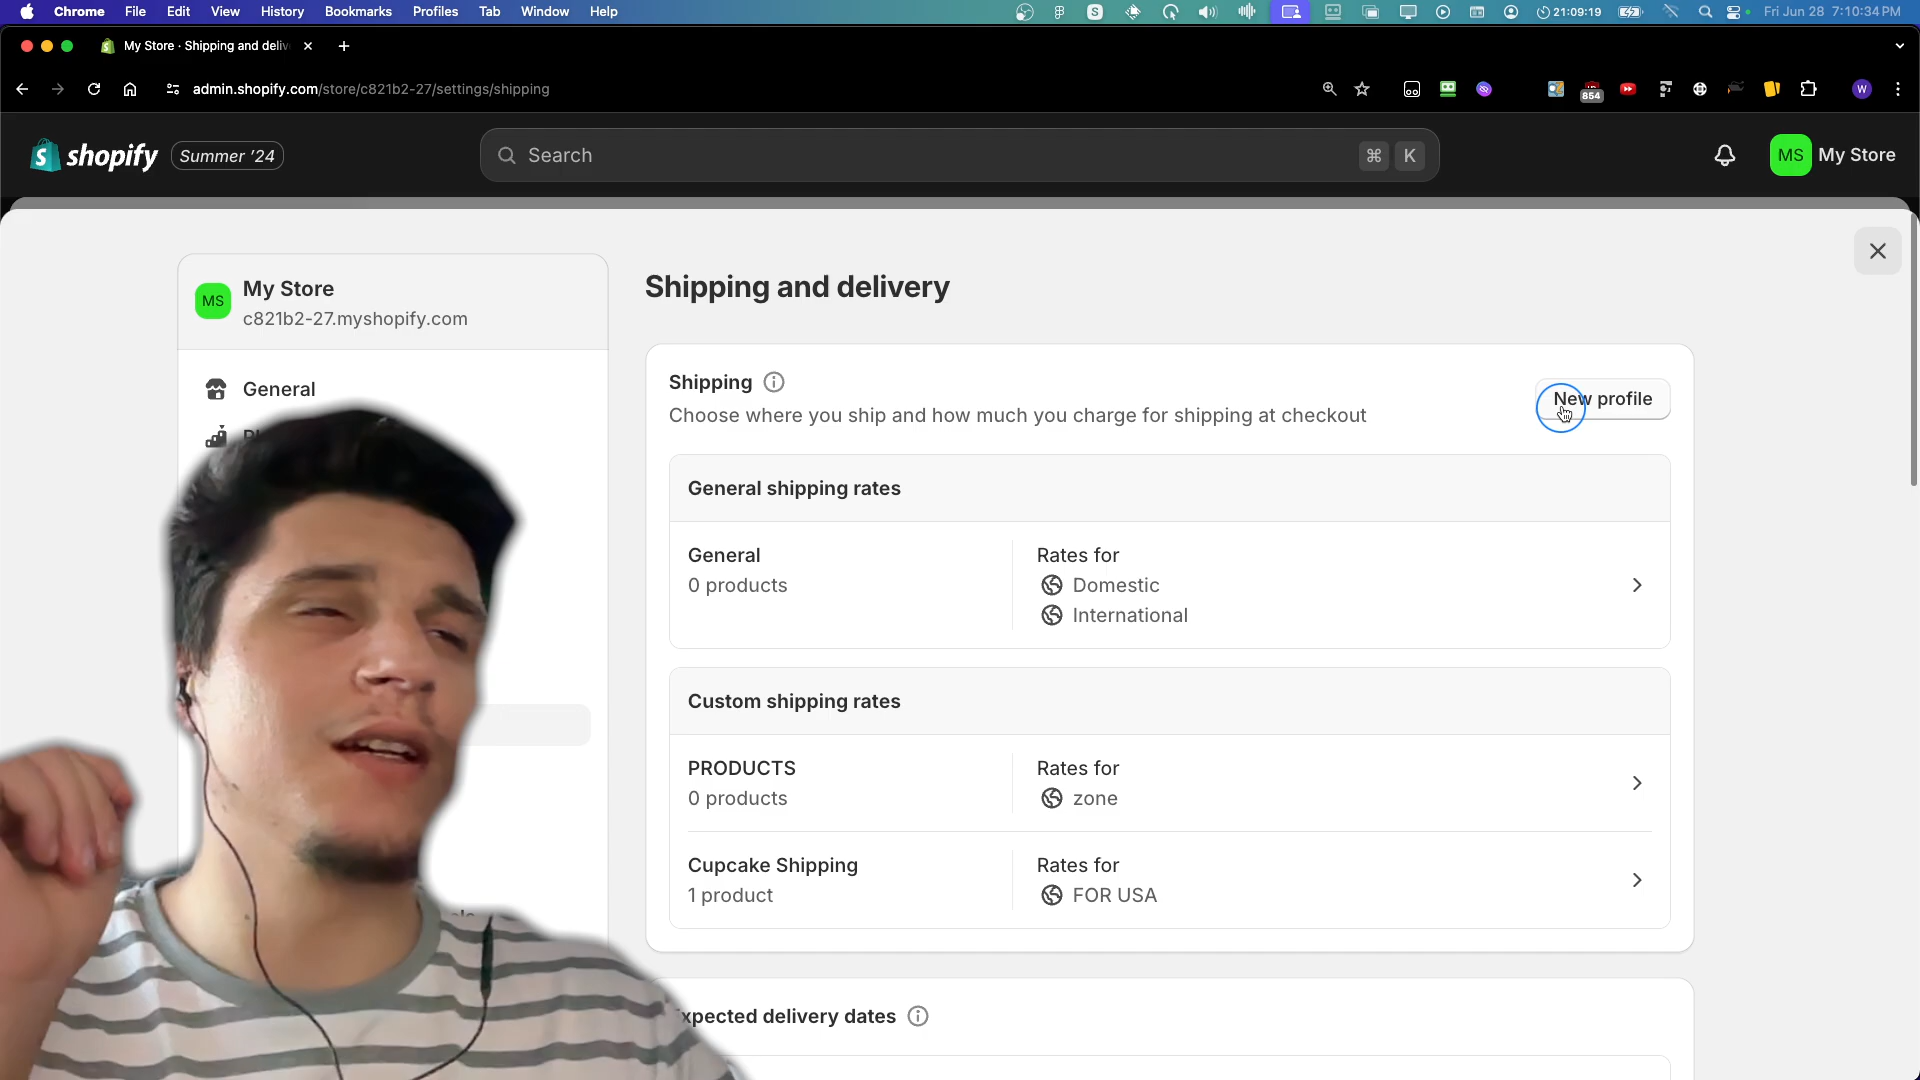 Chrome File Edit View History Bookmarks Profiles Tab Window Help 21:09:19 Fri Jun 28 7:10:34 PM
My Store · Shipping and deliv
admin.shopify.com/store/c821b2-27/settings/shipping
854
W
shopify Summer '24
Search ⌘ K
MS My Store
MS
My Store
c821b2-27.myshopify.com
General
Shipping and delivery
Shipping
Choose where you ship and how much you charge for shipping at checkout
New profile
General shipping rates
General
0 products
Rates for
Domestic
International
Custom shipping rates
PRODUCTS
0 products
Rates for
zone
Cupcake Shipping
1 product
Rates for
FOR USA
xpected delivery dates